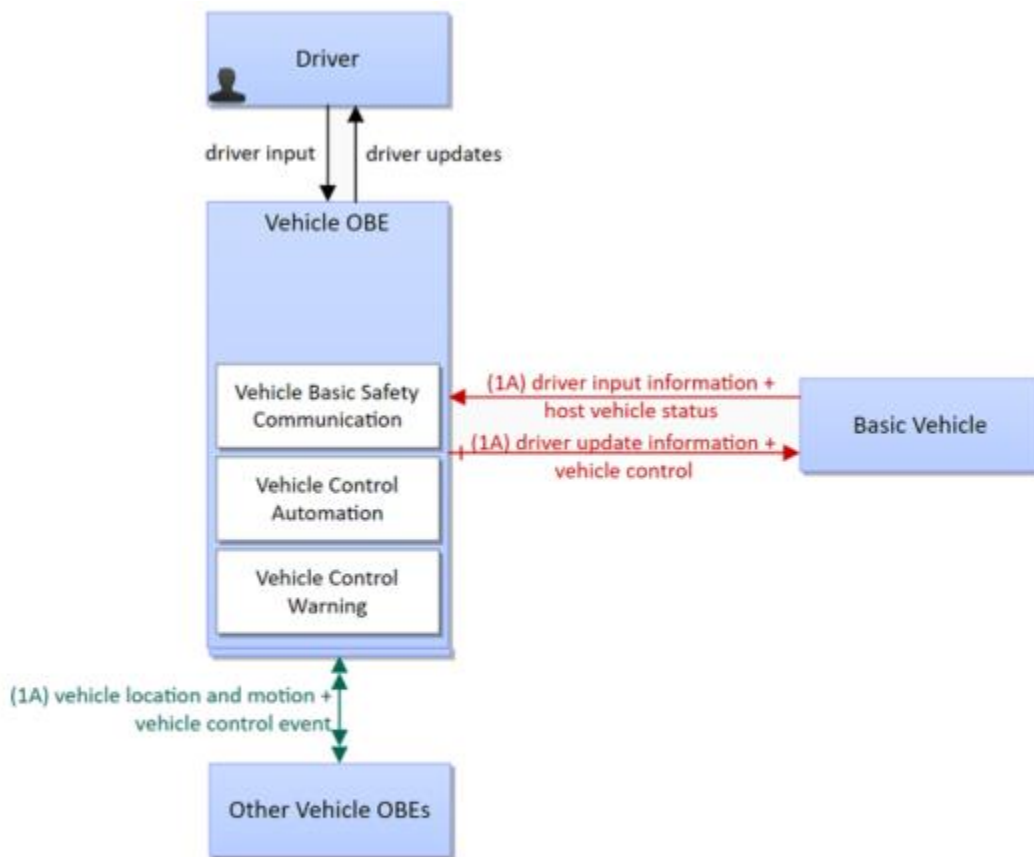 Driver
driver input
driver updates
Vehicle OBE
Vehicle Basic Safety
Communication
(1A) driver input information +
host vehicle status
Basic Vehicle
(1A) driver update information +
vehicle control
Vehicle Control
Automation
Vehicle Control
Warning
(1A) vehicle location and motion +
vehicle control event
Other Vehicle OBEs